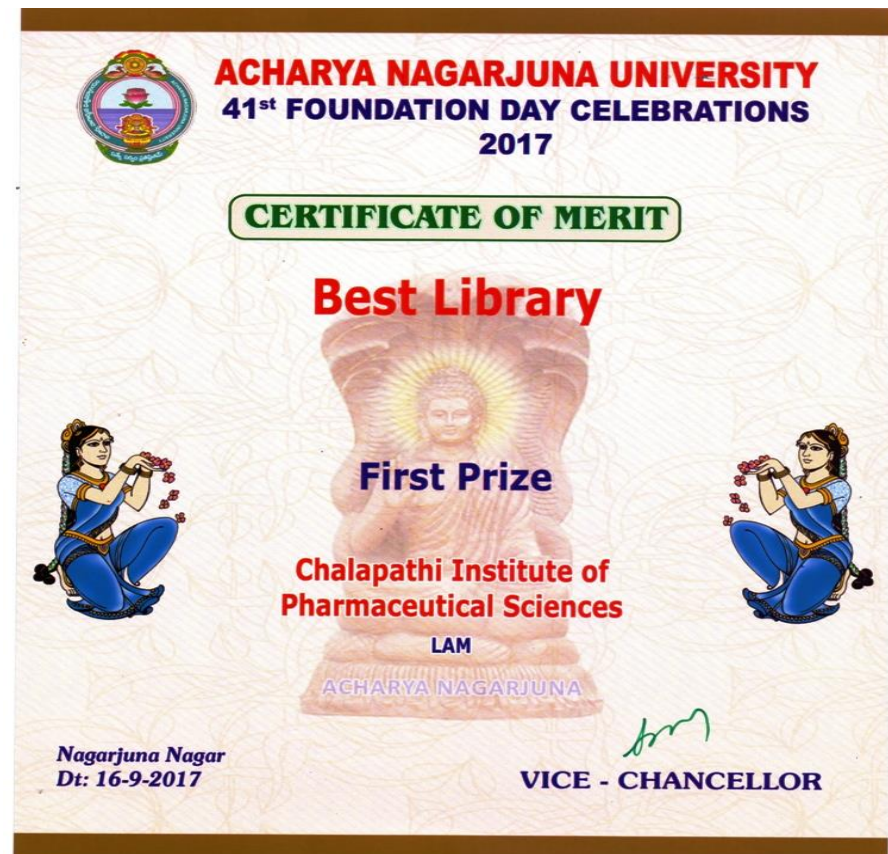 ACHARYA NAGARJUNA UNIVERSITY
41st FOUNDATION DAY CELEBRATIONS
2017
CERTIFICATE OF MERIT
Best Library
First Prize
Chalapathi Institute of
Pharmaceutical Sciences
LAM
ACHARYA NAGARJUNA
Nagarjuna Nagar
Dt: 16-9-2017
VICE - CHANCELLOR